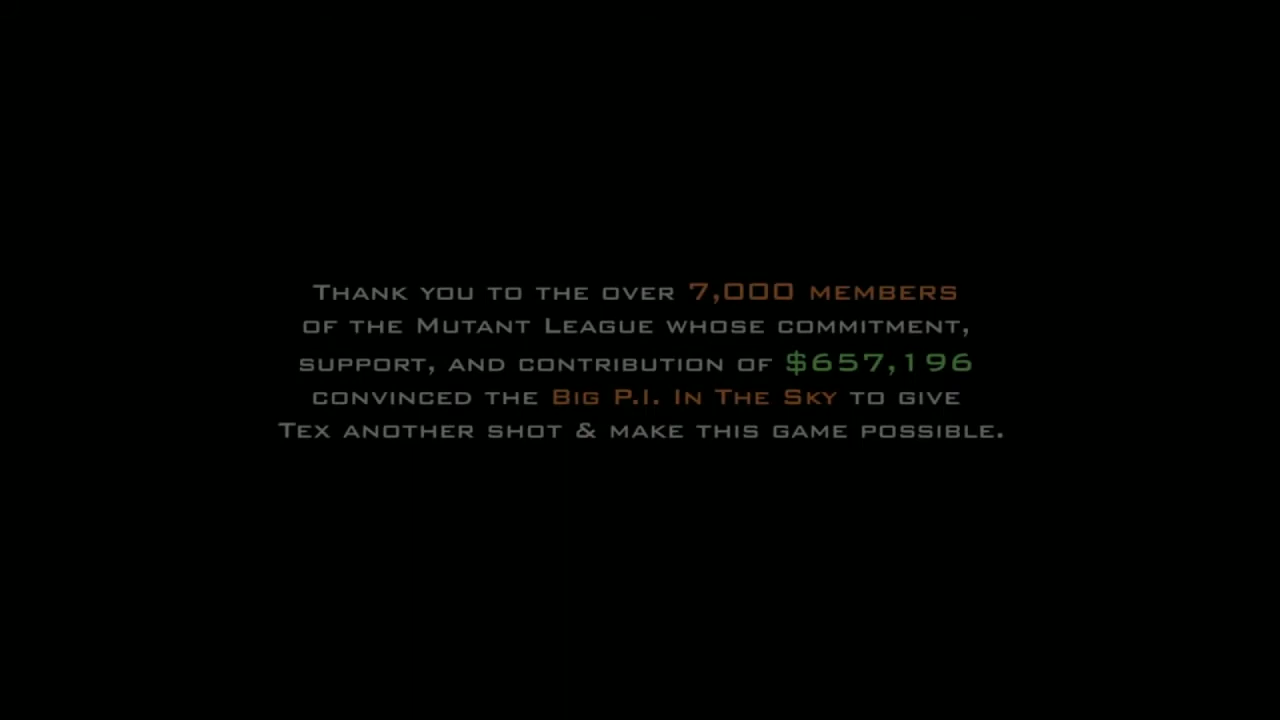 Thank you to the over 7,000 members
of the Mutant League whose commitment,
support, and contribution of $657,196
convinced the Big P.I. In The Sky to give
Tex another shot & make this game possible.